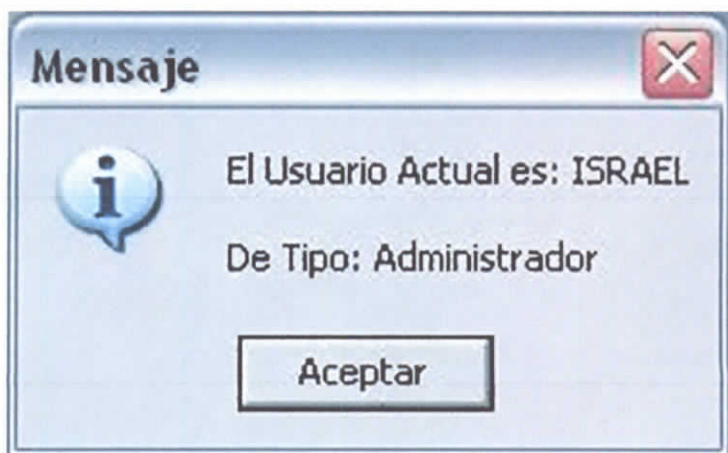 Mensaje
El Usuario Actual es: ISRAEL
De Tipo: Administrador
Aceptar